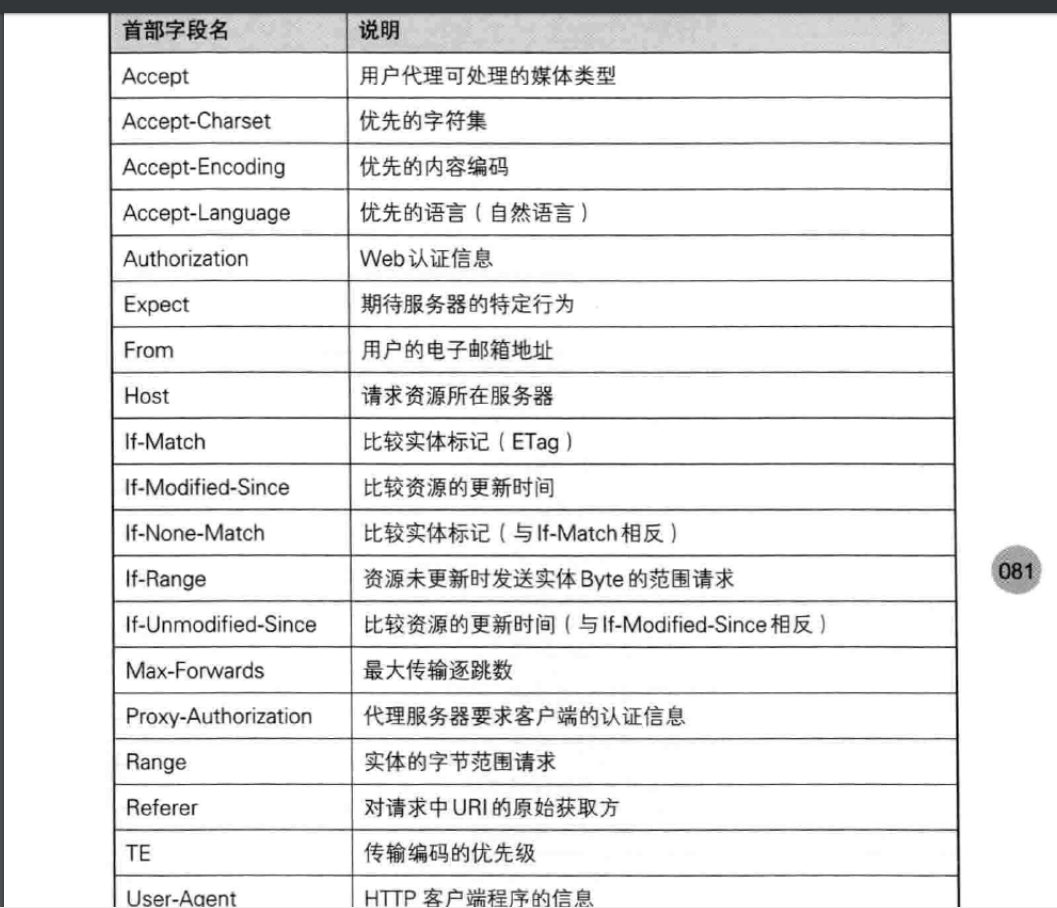 首部字段名 说明
Accept 用户代理可处理的媒体类型
Accept-Charset 优先的字符集
Accept-Encoding 优先的内容编码
Accept-Language 优先的语言（自然语言）
Authorization Web认证信息
Expect 期待服务器的特定行为
From 用户的电子邮箱地址
Host 请求资源所在服务器
If-Match 比较实体标记（ETag）
If-Modified-Since 比较资源的更新时间
If-None-Match 比较实体标记（与If-Match相反）
If-Range 资源未更新时发送实体Byte的范围请求
081
If-Unmodified-Since 比较资源的更新时间（与If-Modified-Since相反）
Max-Forwards 最大传输逐跳数
Proxy-Authorization 代理服务器要求客户端的认证信息
Range 实体的字节范围请求
Referer 对请求中URI的原始获取方
TE 传输编码的优先级
User-Agent HTTP 客户端程序的信息